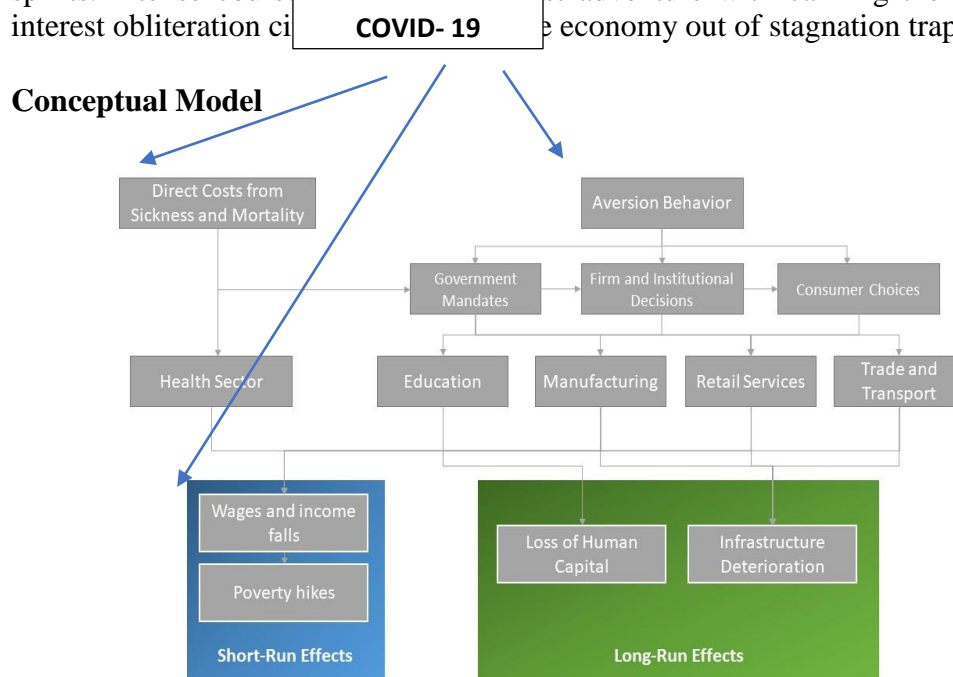 adventure with
interest obliteration economy out of stagnation trap
COVID- 19
Conceptual Model
Direct Costs from
Sickness and Mortality
Aversion Behavior
Government
Mandates
Firm and Institutional
Decisions
Consumer Choices
Health Sector
Education
Manufacturing
Retail Services
Trade and
Transport
Wages and income
falls
Poverty hikes
Short-Run Effects
Loss of Human
Capital
Infrastructure
Deterioration
Long-Run Effects